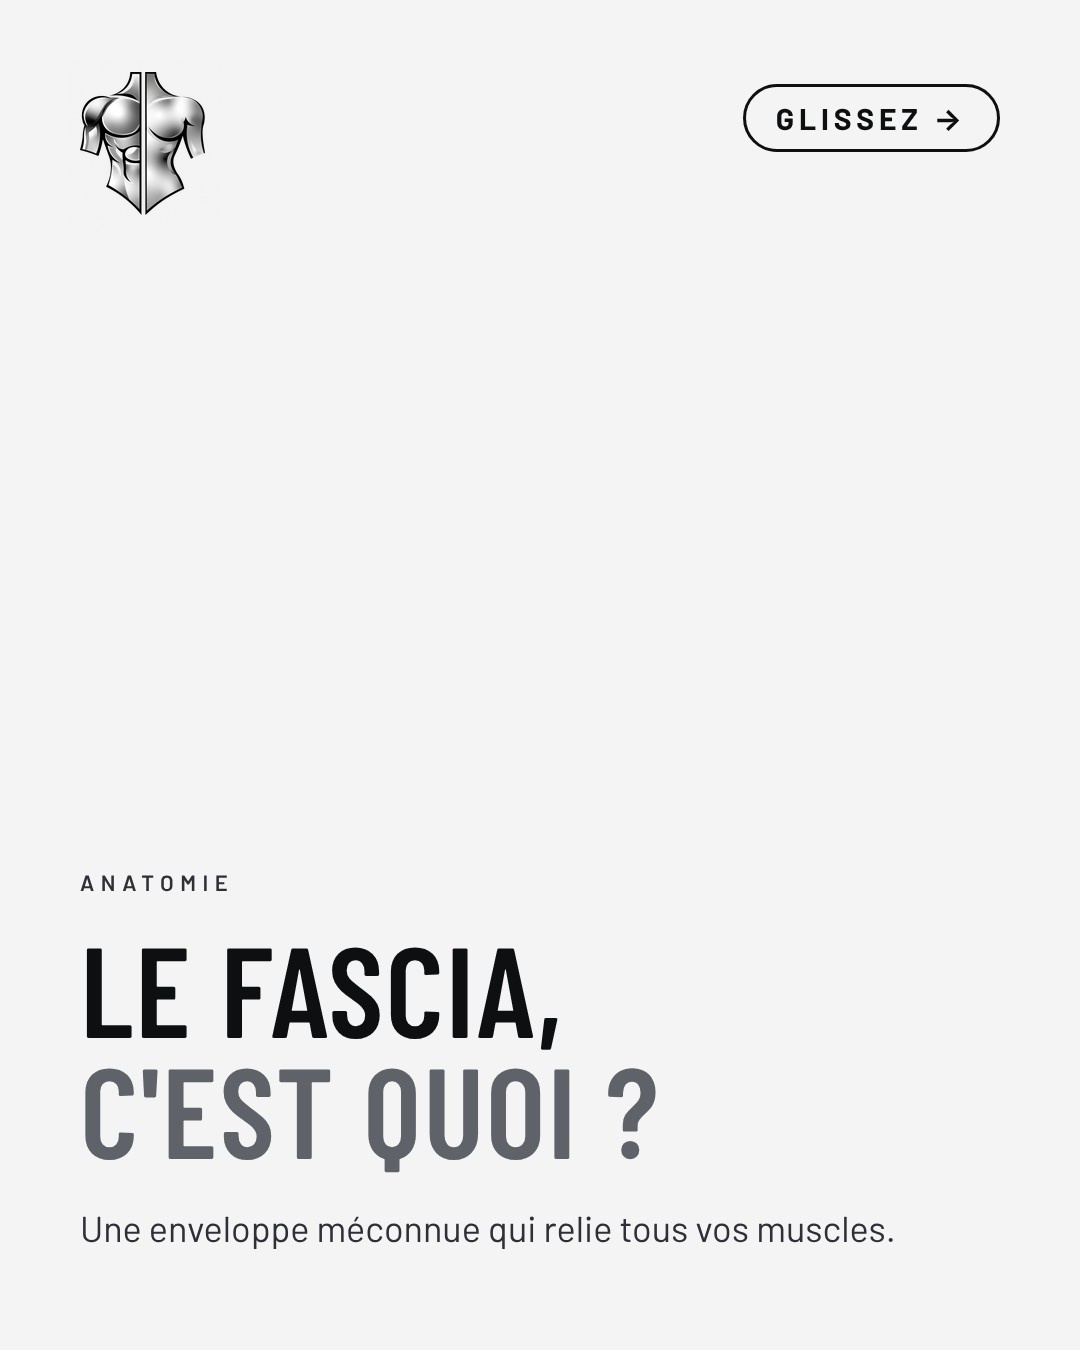 GLISSEZ →
ANATOMIE
LE FASCIA,
C'EST QUOI ?
Une enveloppe méconnue qui relie tous vos muscles.